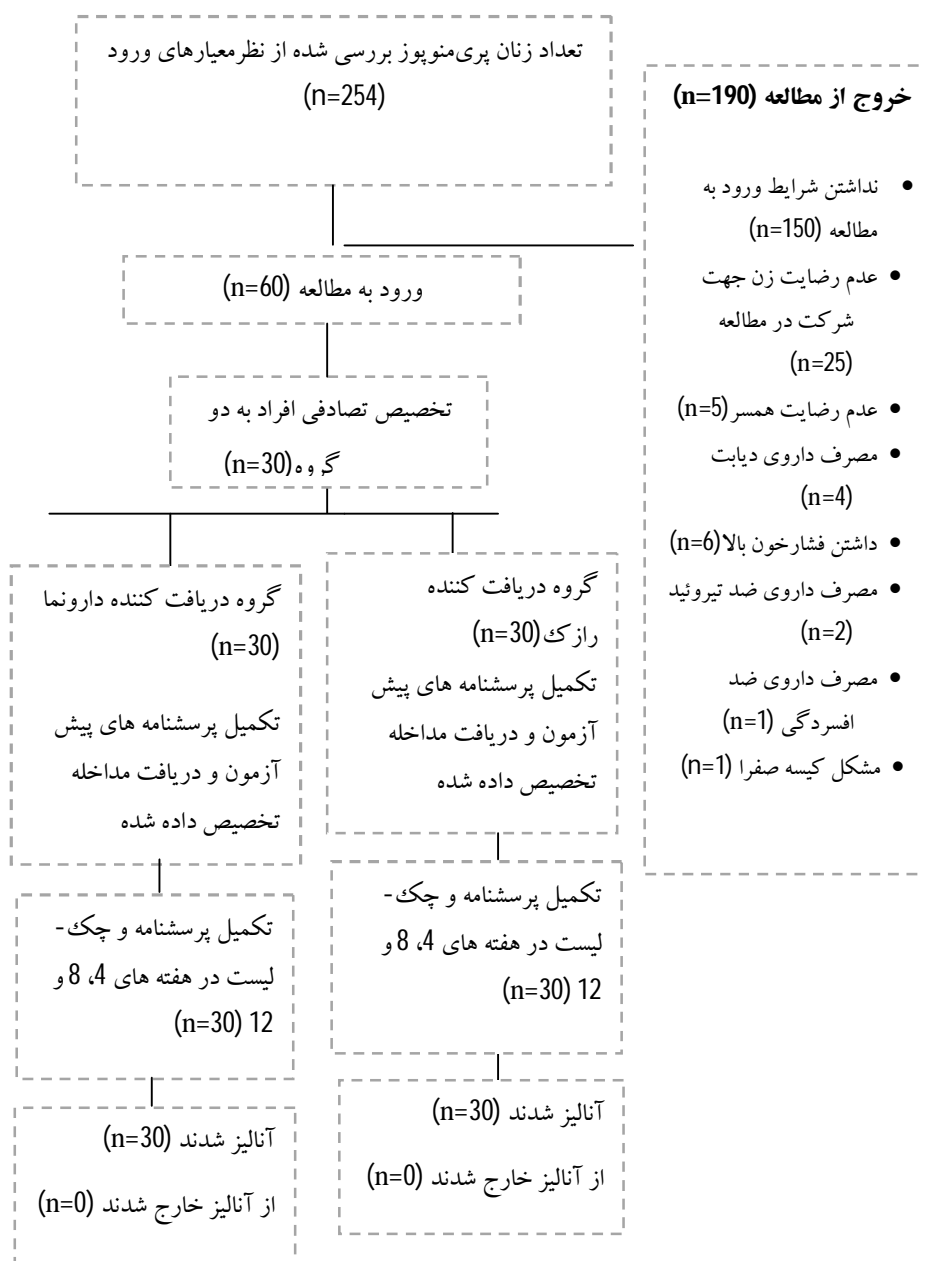 تعداد زنان پری‌منوپوز بررسی شده از نظرمعیارهای ورود
(n=254)
خروج از مطالعه (n=190)
• نداشتن شرایط ورود به
مطالعه (n=150)
• عدم رضایت زن جهت
شرکت در مطالعه
(n=25)
• عدم رضایت همسر(n=5)
• مصرف داروی دیابت
(n=4)
• داشتن فشارخون بالا(n=6)
• مصرف داروی ضد تیروئید
(n=2)
• مصرف داروی ضد
افسردگی (n=1)
• مشکل کیسه صفرا (n=1)
ورود به مطالعه (n=60)
تخصیص تصادفی افراد به دو
گروه(n=30)
گروه دریافت کننده
رازک(n=30)
تکمیل پرسشنامه های پیش
آزمون و دریافت مداخله
تخصیص داده شده
گروه دریافت کننده دارونما
(n=30)
تکمیل پرسشنامه های پیش
آزمون و دریافت مداخله
تخصیص داده شده
تکمیل پرسشنامه و چک-
لیست در هفته های 4، 8 و
12 (n=30)
تکمیل پرسشنامه و چک-
لیست در هفته های 4، 8 و
12 (n=30)
آنالیز شدند (n=30)
از آنالیز خارج شدند (n=0)
آنالیز شدند (n=30)
از آنالیز خارج شدند (n=0)